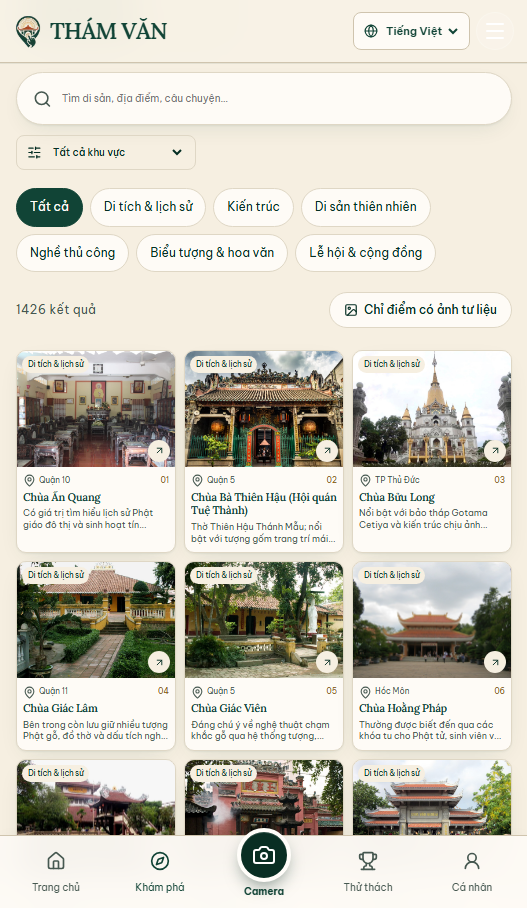 THÁM VĂN
Tiếng Việt
Tìm di sản, địa điểm, câu chuyện...
Tất cả khu vực
Tất cả
Di tích & lịch sử
Kiến trúc
Di sản thiên nhiên
Nghề thủ công
Biểu tượng & hoa văn
Lễ hội & cộng đồng
1426 kết quả
Chỉ điểm có ảnh tư liệu
Di tích & lịch sử
Quận 10
01
Chùa Ấn Quang
Có giá trị tìm hiểu lịch sử Phật
giáo đô thị và sinh hoạt tín...
Di tích & lịch sử
Quận 5
02
Chùa Bà Thiên Hậu (Hội quán
Tuệ Thành)
Thờ Thiên Hậu Thánh Mẫu; nổi
bật với tượng gốm trang trí mái...
Di tích & lịch sử
TP Thủ Đức
03
Chùa Bửu Long
Nổi bật với bảo tháp Gotama
Cetiya và kiến trúc chịu ảnh...
Di tích & lịch sử
Quận 11
04
Chùa Giác Lâm
Bên trong còn lưu giữ nhiều tượng
Phật gỗ, đồ thờ và dấu tích ngh...
Di tích & lịch sử
Quận 5
05
Chùa Giác Viên
Đáng chú ý về nghệ thuật chạm
khắc gỗ qua hệ thống tượng,...
Di tích & lịch sử
Hóc Môn
06
Chùa Hoằng Pháp
Thường được biết đến qua các
khóa tu cho Phật tử, sinh viên v...
Di tích & lịch sử
Di tích & lịch sử
Di tích & lịch sử
Trang chủ
Khám phá
Camera
Thử thách
Cá nhân